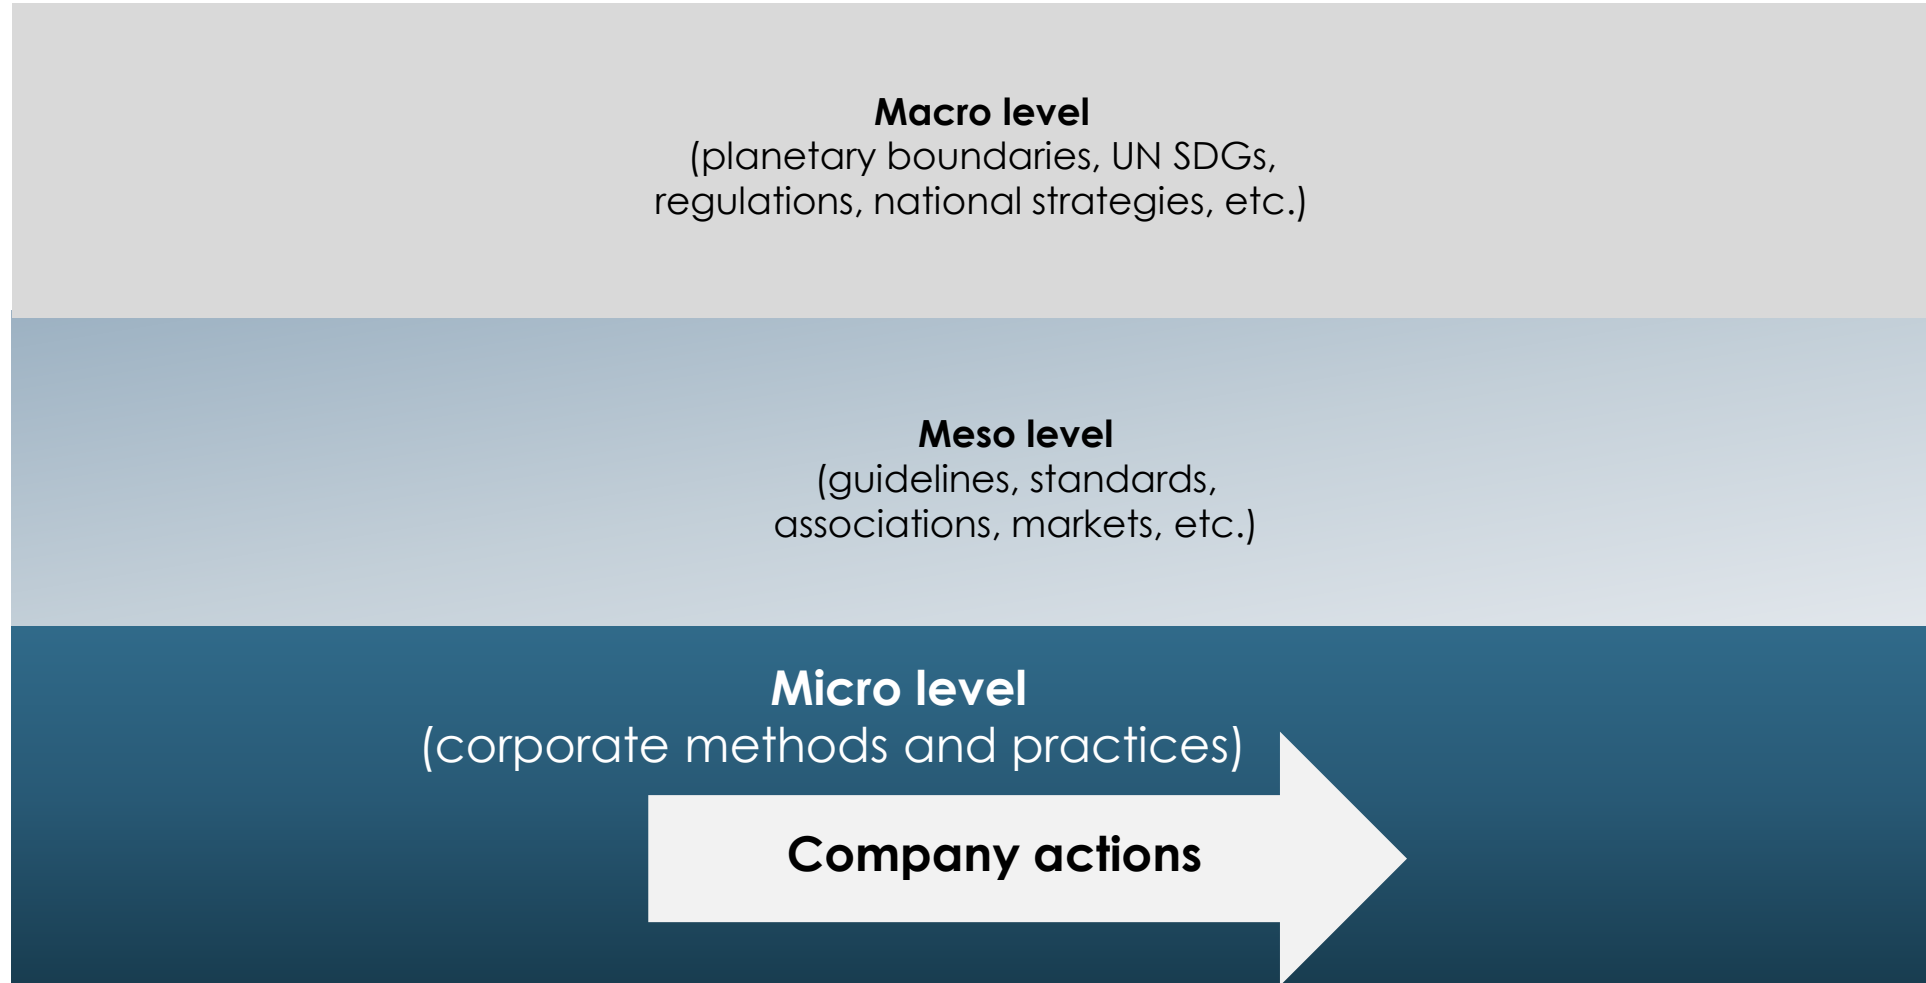 Macro level
(planetary boundaries, UN SDGs,
regulations, national strategies, etc.)
Meso level
(guidelines, standards,
associations, markets, etc.)
Micro level
(corporate methods and practices)
Company actions